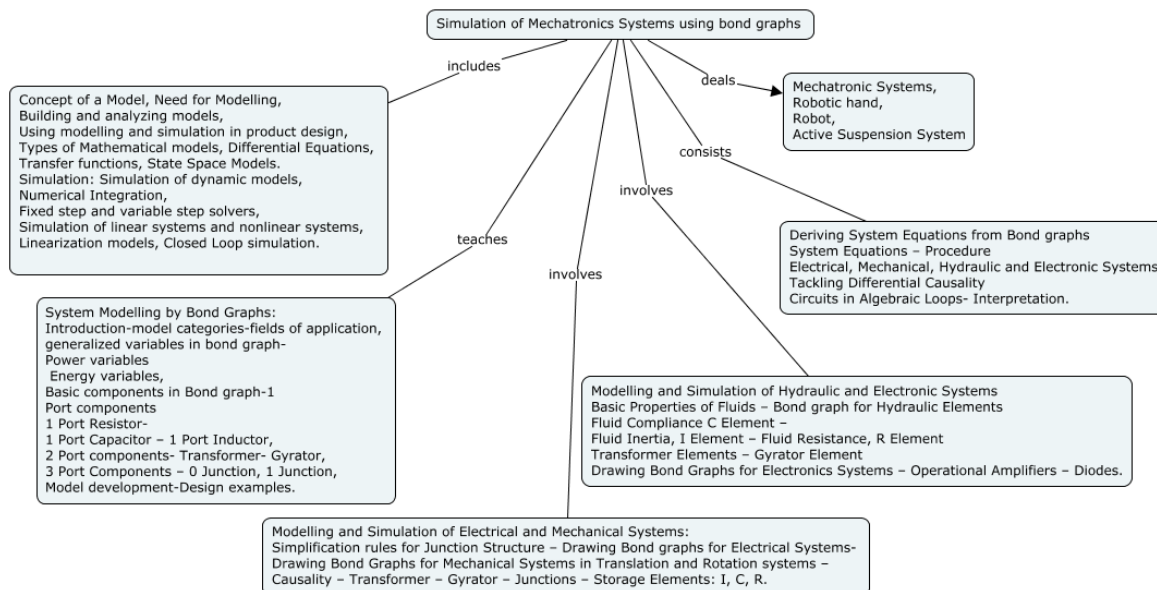 Simulation of Mechatronics Systems using bond graphs
includes
deals
Mechatronic Systems,
Robotic hand,
Robot,
Active Suspension System
Concept of a Model, Need for Modelling,
Building and analyzing models,
Using modelling and simulation in product design,
Types of Mathematical models, Differential Equations,
Transfer functions, State Space Models.
Simulation: Simulation of dynamic models,
Numerical Integration,
Fixed step and variable step solvers,
Simulation of linear systems and nonlinear systems,
Linearization models, Closed Loop simulation.
consists
involves
teaches
involves
Deriving System Equations from Bond graphs
System Equations – Procedure
Electrical, Mechanical, Hydraulic and Electronic Systems
Tackling Differential Causality
Circuits in Algebraic Loops- Interpretation.
System Modelling by Bond Graphs:
Introduction-model categories-fields of application,
generalized variables in bond graph-
Power variables
Energy variables,
Basic components in Bond graph-1
Port components
1 Port Resistor-
1 Port Capacitor – 1 Port Inductor,
2 Port components- Transformer- Gyrator,
3 Port Components – 0 Junction, 1 Junction,
Model development-Design examples.
Modelling and Simulation of Hydraulic and Electronic Systems
Basic Properties of Fluids – Bond graph for Hydraulic Elements
Fluid Compliance C Element –
Fluid Inertia, I Element – Fluid Resistance, R Element
Transformer Elements – Gyrator Element
Drawing Bond Graphs for Electronics Systems – Operational Amplifiers – Diodes.
Modelling and Simulation of Electrical and Mechanical Systems:
Simplification rules for Junction Structure – Drawing Bond graphs for Electrical Systems-
Drawing Bond Graphs for Mechanical Systems in Translation and Rotation systems –
Causality – Transformer – Gyrator – Junctions – Storage Elements: I, C, R.